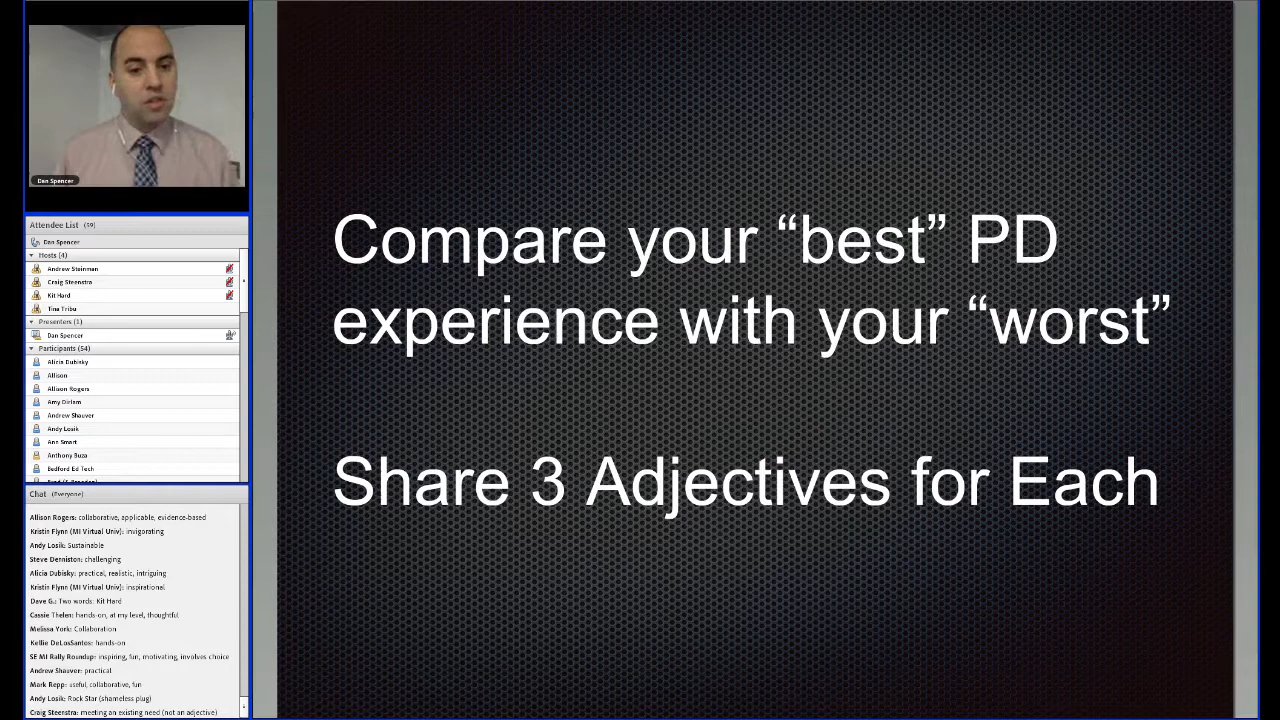 Dan Spencer
Attendee List (59)
Dan Spencer
Hosts (4)
Andrew Steinman
Craig Steenstra
Kit Hard
Tina Tribu
Presenters (1)
Dan Spencer
Participants (54)
Alicia Dubisky
Allison
Allison Rogers
Amy Dirlam
Andrew Shauver
Andy Losik
Ann Smart
Anthony Buza
Bedford Ed Tech
Chat (Everyone)
Allison Rogers: collaborative, applicable, evidence-based
Kristin Flynn (MI Virtual Univ): invigorating
Andy Losik: Sustainable
Steve Denniston: challenging
Alicia Dubisky: practical, realistic, intriguing
Kristin Flynn (MI Virtual Univ): inspirational
Dave G.: Two words: Kit Hard
Cassie Thelen: hands-on, at my level, thoughtful
Melissa York: Collaboration
Kellie DeLosSantos: hands-on
SE MI Rally Roundup: inspiring, fun, motivating, involves choice
Andrew Shauver: practical
Mark Repp: useful, collaborative, fun
Andy Losik: Rock Star (shameless plug)
Craig Steenstra: meeting an existing need (not an adjective)
Compare your “best” PD
experience with your “worst”
Share 3 Adjectives for Each